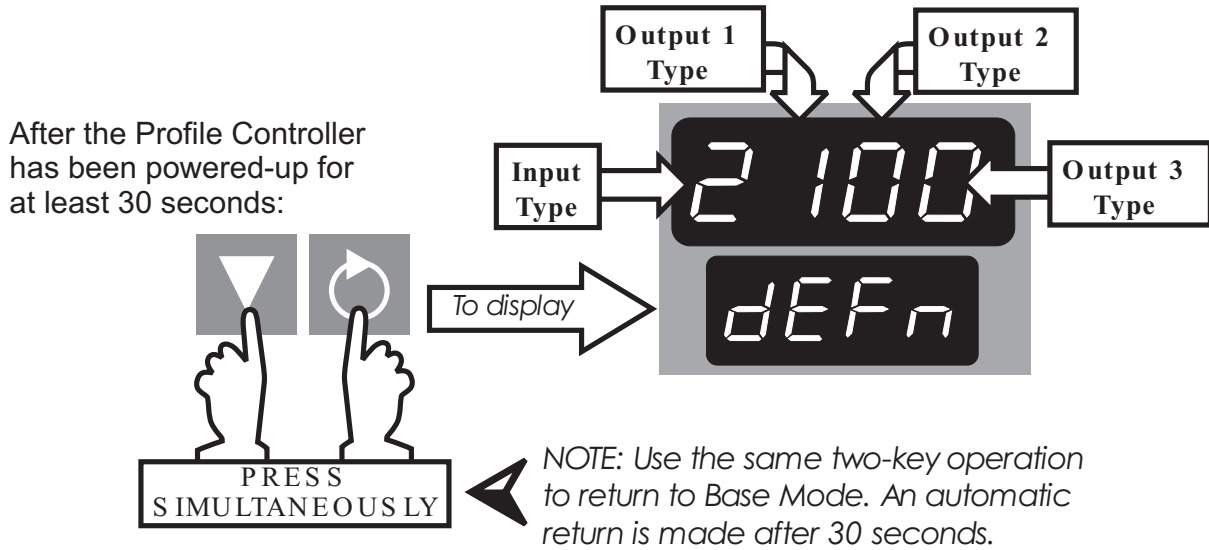 Output 1
Type
Output 2
Type
After the Profile Controller
has been powered-up for
at least 30 seconds:
Input
Type
2100
Output 3
Type
To display
dEFn
PRESS
SIMULTANEOUSLY
NOTE: Use the same two-key operation
to return to Base Mode. An automatic
return is made after 30 seconds.